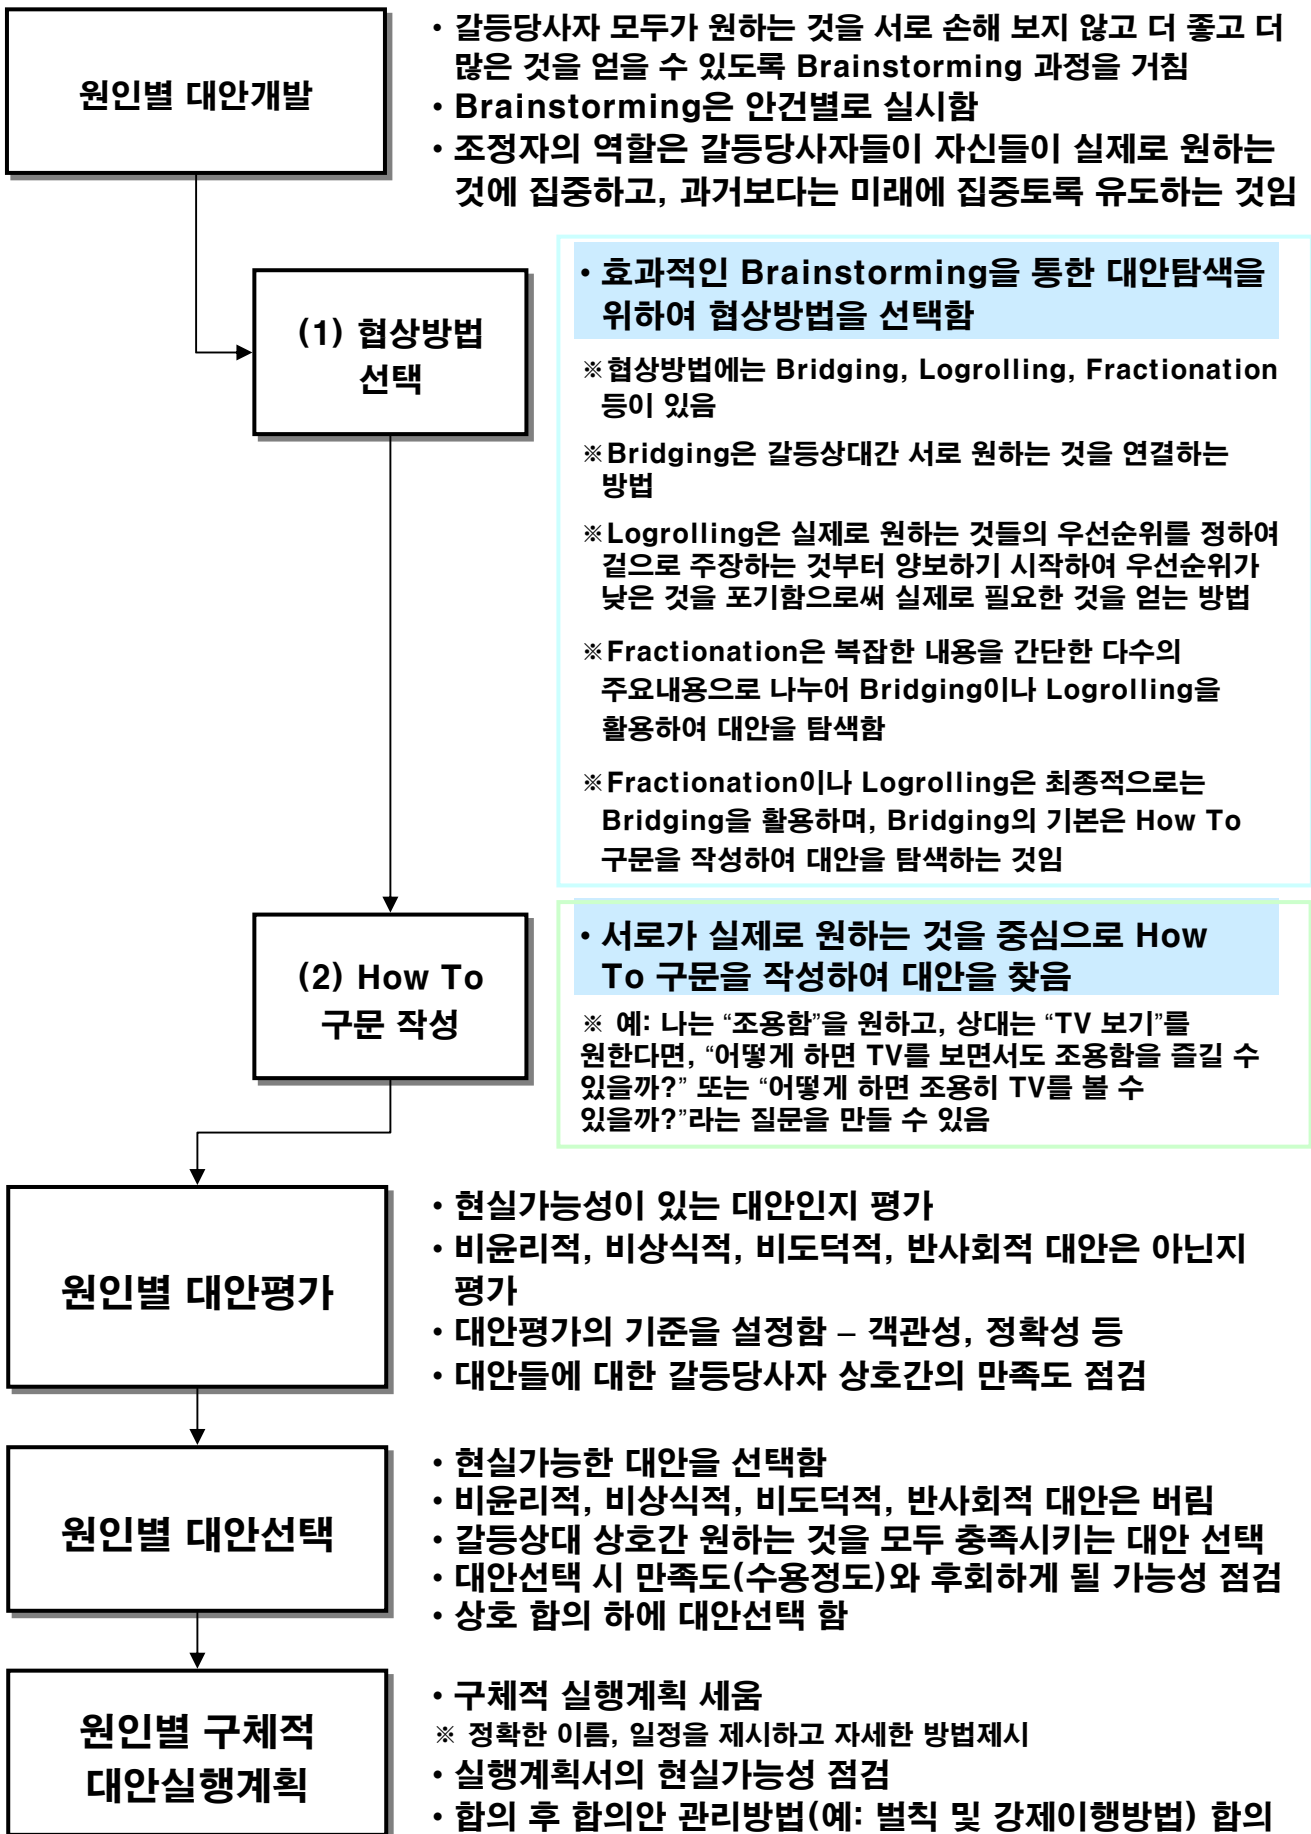 원인별 대안개발
• 갈등당사자 모두가 원하는 것을 서로 손해 보지 않고 더 좋고 더
많은 것을 얻을 수 있도록 Brainstorming 과정을 거침
• Brainstorming은 안건별로 실시함
• 조정자의 역할은 갈등당사자들이 자신들이 실제로 원하는
것에 집중하고, 과거보다는 미래에 집중토록 유도하는 것임
(1) 협상방법
선택
• 효과적인 Brainstorming을 통한 대안탐색을
위하여 협상방법을 선택함
※협상방법에는 Bridging, Logrolling, Fractionation
등이 있음
※Bridging은 갈등상대간 서로 원하는 것을 연결하는
방법
※Logrolling은 실제로 원하는 것들의 우선순위를 정하여
겉으로 주장하는 것부터 양보하기 시작하여 우선순위가
낮은 것을 포기함으로써 실제로 필요한 것을 얻는 방법
※Fractionation은 복잡한 내용을 간단한 다수의
주요내용으로 나누어 Bridging이나 Logrolling을
활용하여 대안을 탐색함
※Fractionation이나 Logrolling은 최종적으로는
Bridging을 활용하며, Bridging의 기본은 How To
구문을 작성하여 대안을 탐색하는 것임
(2) How To
구문 작성
• 서로가 실제로 원하는 것을 중심으로 How
To 구문을 작성하여 대안을 찾음
※ 예: 나는 “조용함”을 원하고, 상대는 “TV 보기”를
원한다면, “어떻게 하면 TV를 보면서도 조용함을 즐길 수
있을까?” 또는 “어떻게 하면 조용히 TV를 볼 수
있을까?”라는 질문을 만들 수 있음
원인별 대안평가
• 현실가능성이 있는 대안인지 평가
• 비윤리적, 비상식적, 비도덕적, 반사회적 대안은 아닌지
평가
• 대안평가의 기준을 설정함 – 객관성, 정확성 등
• 대안들에 대한 갈등당사자 상호간의 만족도 점검
원인별 대안선택
• 현실가능한 대안을 선택함
• 비윤리적, 비상식적, 비도덕적, 반사회적 대안은 버림
• 갈등상대 상호간 원하는 것을 모두 충족시키는 대안 선택
• 대안선택 시 만족도(수용정도)와 후회하게 될 가능성 점검
• 상호 합의 하에 대안선택 함
원인별 구체적
대안실행계획
• 구체적 실행계획 세움
※ 정확한 이름, 일정을 제시하고 자세한 방법제시
• 실행계획서의 현실가능성 점검
• 합의 후 합의안 관리방법(예: 벌칙 및 강제이행방법) 합의